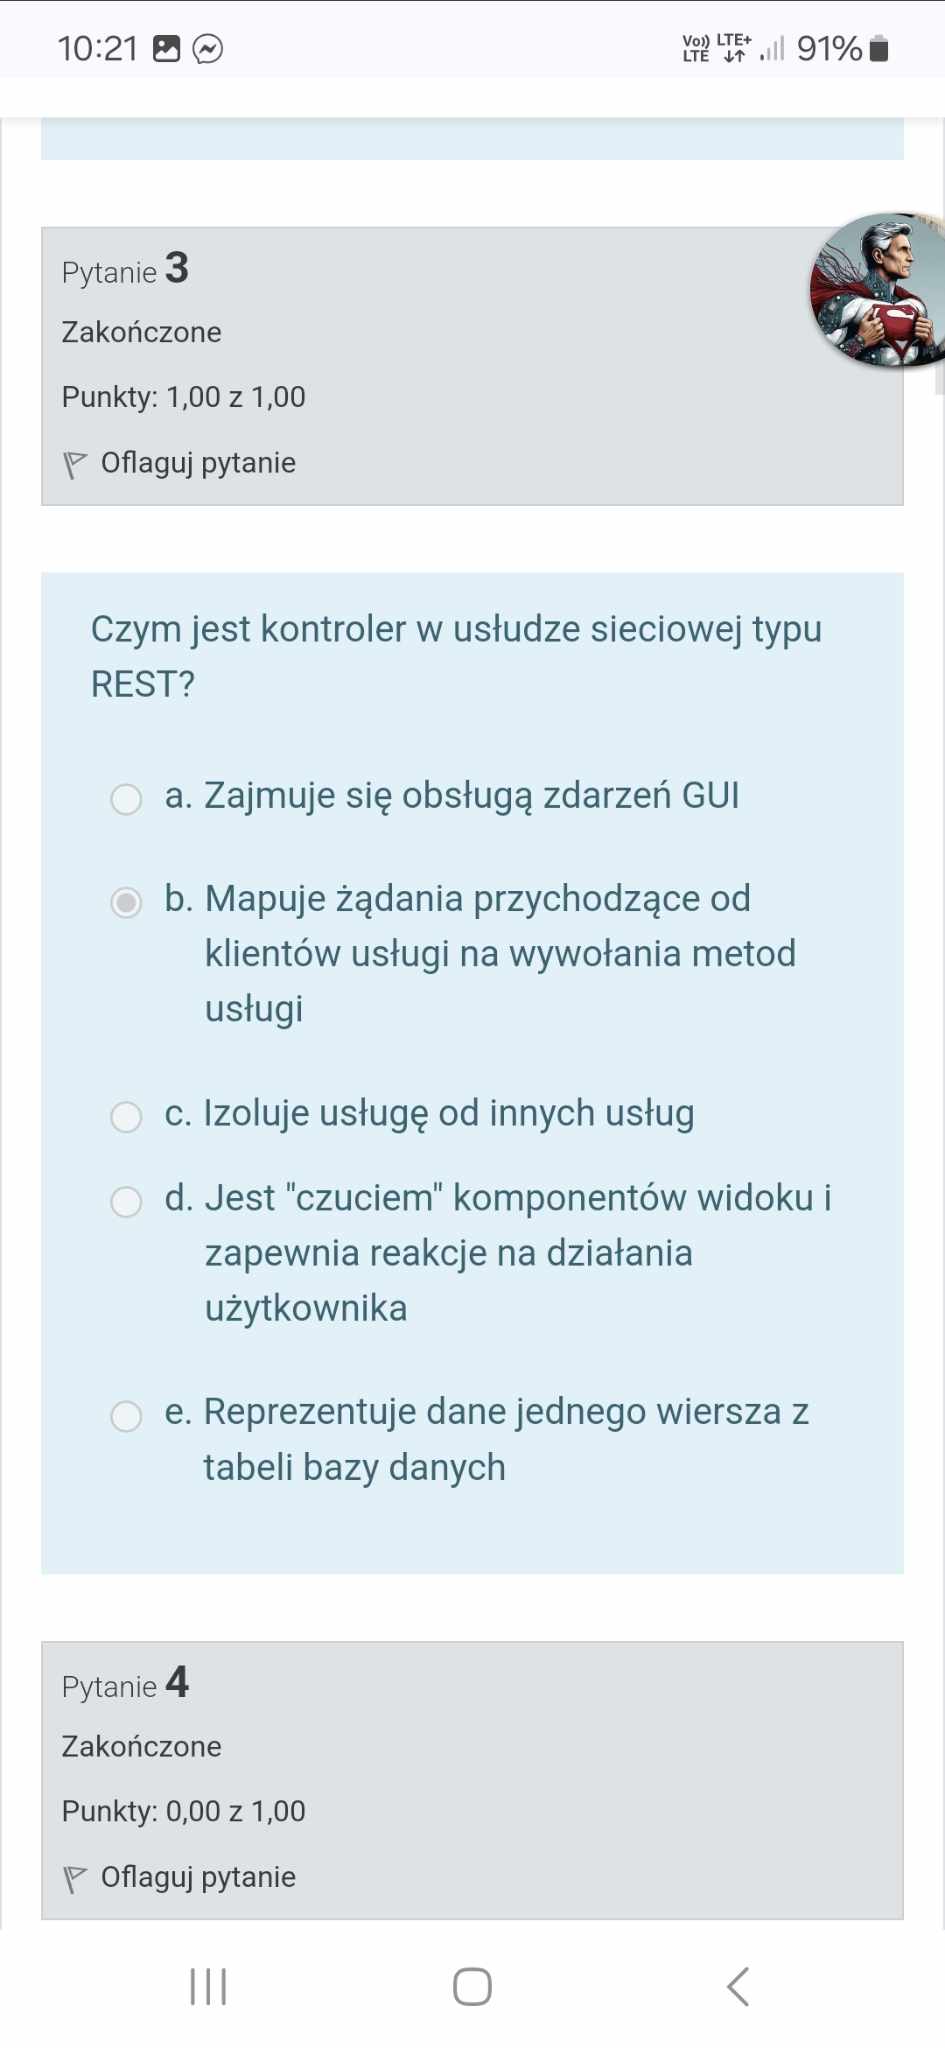 10:21
Vo)) LTE LTE+ 91%
Pytanie 3
Zakończone
Punkty: 1,00 z 1,00
Oflaguj pytanie
Czym jest kontroler w usłudze sieciowej typu
REST?
a. Zajmuje się obsługą zdarzeń GUI
b. Mapuje żądania przychodzące od
klientów usługi na wywołania metod
usługi
c. Izoluje usługę od innych usług
d. Jest "czuciem" komponentów widoku i
zapewnia reakcje na działania
użytkownika
e. Reprezentuje dane jednego wiersza z
tabeli bazy danych
Pytanie 4
Zakończone
Punkty: 0,00 z 1,00
Oflaguj pytanie